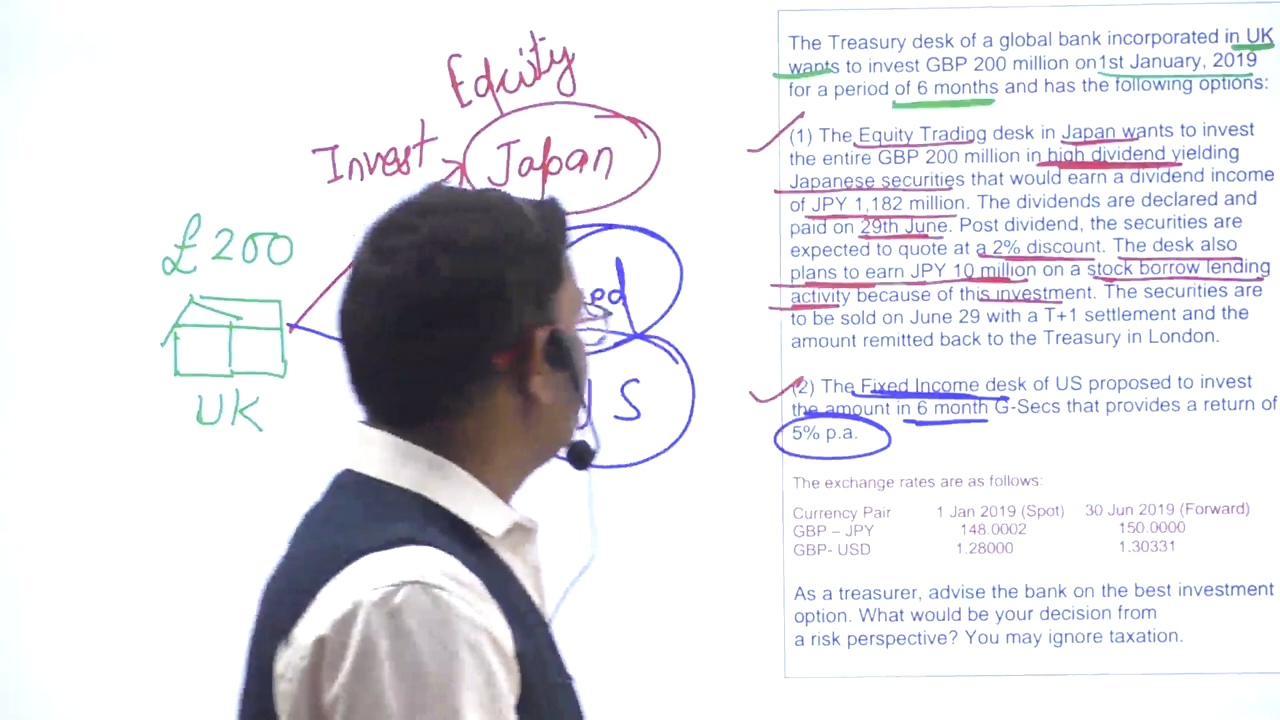 Equity
Invest
Japan
£200
UK
S
The Treasury desk of a global bank incorporated in UK
wants to invest GBP 200 million on 1st January, 2019
for a period of 6 months and has the following options:
(1) The Equity Trading desk in Japan wants to invest
the entire GBP 200 million in high dividend yielding
Japanese securities that would earn a dividend income
of JPY 1,182 million. The dividends are declared and
paid on 29th June. Post dividend, the securities are
expected to quote at a 2% discount. The desk also
plans to earn JPY 10 million on a stock borrow lending
activity because of this investment. The securities are
to be sold on June 29 with a T+1 settlement and the
amount remitted back to the Treasury in London.
(2) The Fixed Income desk of US proposed to invest
the amount in 6 month G-Secs that provides a return of
5% p.a.
The exchange rates are as follows:
Currency Pair 1 Jan 2019 (Spot) 30 Jun 2019 (Forward)
GBP – JPY 148.0002 150.0000
GBP- USD 1.28000 1.30331
As a treasurer, advise the bank on the best investment
option. What would be your decision from
a risk perspective? You may ignore taxation.